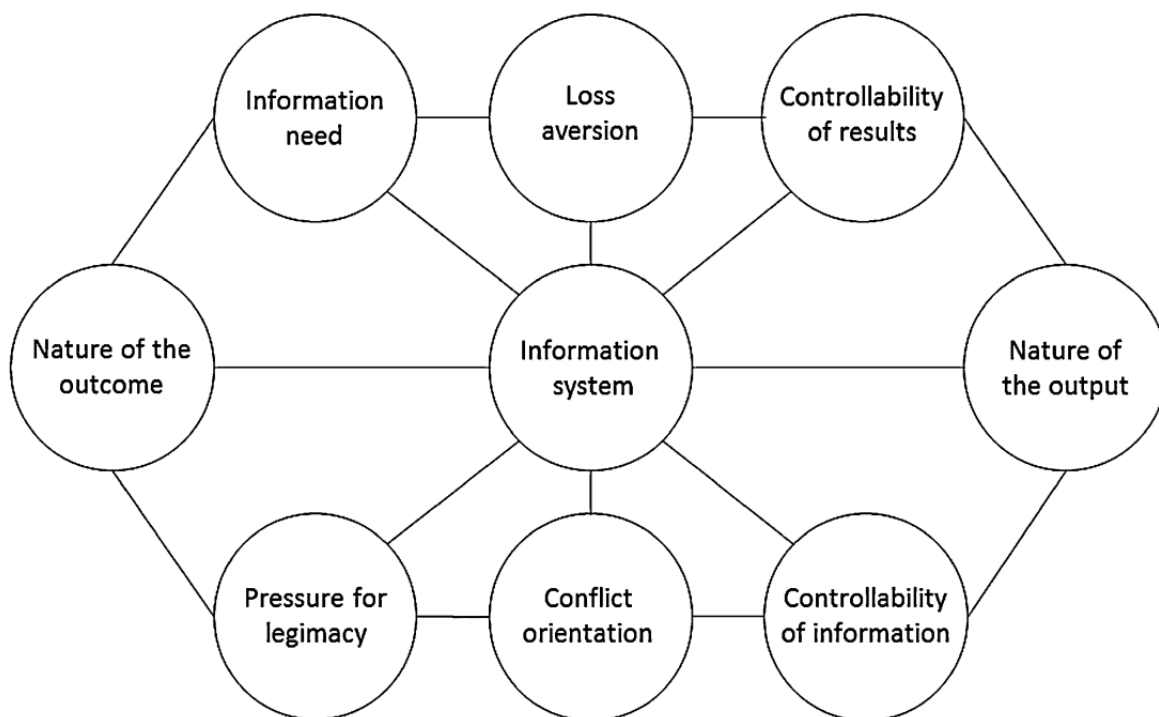 Information
need
Loss
aversion
Controllability
of results
Nature of the
outcome
Information
system
Nature of
the output
Pressure for
legimacy
Conflict
orientation
Controllability
of information